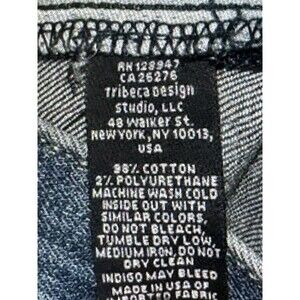 RN 128947
CA 26276
Tribeca Design
Studio, LLC
48 Walker St.
New York, NY 10013,
USA
98% COTTON
2% POLYURETHANE
MACHINE WASH COLD
INSIDE OUT WITH
SIMILAR COLORS,
DO NOT BLEACH,
TUMBLE DRY LOW,
MEDIUM IRON, DO NOT
DRY CLEAN
INDIGO MAY BLEED
MADE IN USA OF
IMPORTED FABRIC